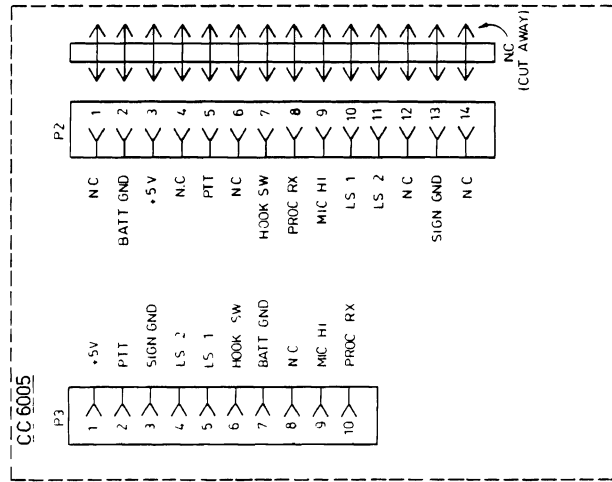 CC 6005
P3
1 +5V
2 PTT
3 SIGN GND
4 LS 2
5 LS 1
6 HOOK SW
7 BATT GND
8 N C
9 MIC HI
10 PROC RX
P2
1 N C
2 BATT GND
3 +5V
4 N.C
5 PTT
6 NC
7 HOOK SW
8 PROC RX
9 MIC HI
10 LS 1
11 LS 2
12 N C
13 SIGN GND
14 N C
NC
(CUT AWAY)